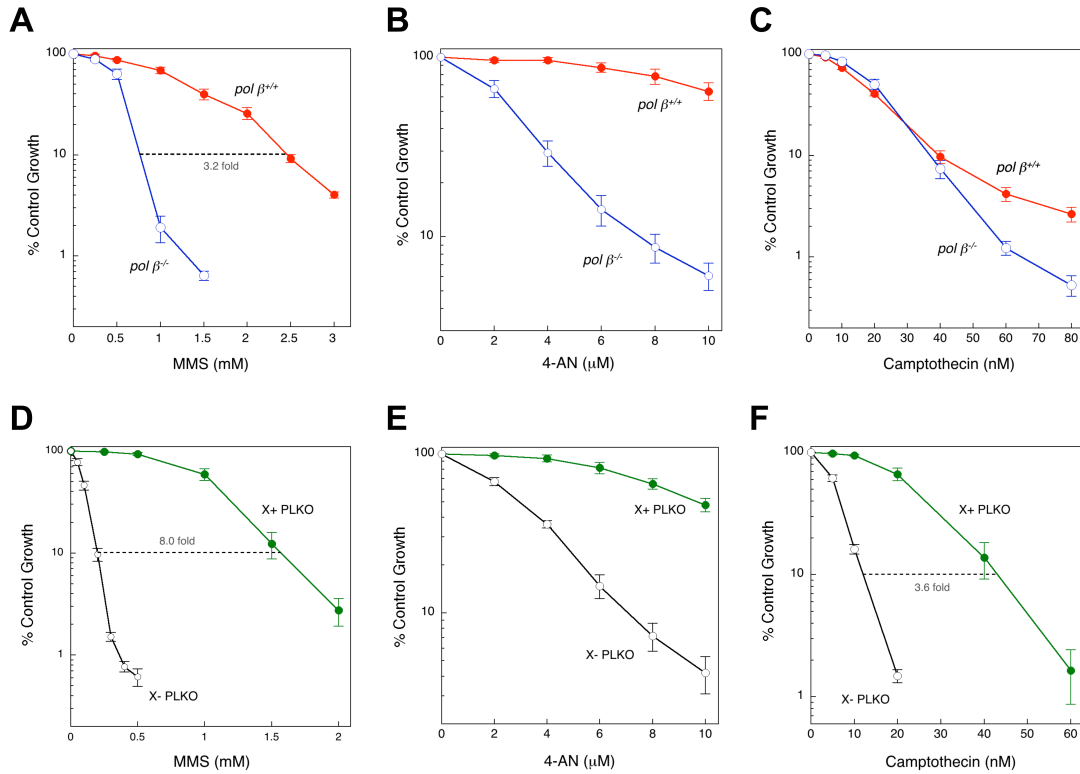 A
% Control Growth
100
10
1
pol β+/+
3.2 fold
pol β-/-
0 0.5 1 1.5 2 2.5 3
MMS (mM)
B
% Control Growth
100
10
pol β+/+
pol β-/-
0 2 4 6 8 10
4-AN (μM)
C
% Control Growth
100
10
1
pol β+/+
pol β-/-
0 10 20 30 40 50 60 70 80
Camptothecin (nM)
D
% Control Growth
100
10
1
X+ PLKO
8.0 fold
X- PLKO
0 0.5 1 1.5 2
MMS (mM)
E
% Control Growth
100
10
X+ PLKO
X- PLKO
0 2 4 6 8 10
4-AN (μM)
F
% Control Growth
100
10
1
X+ PLKO
3.6 fold
X- PLKO
0 10 20 30 40 50 60
Camptothecin (nM)